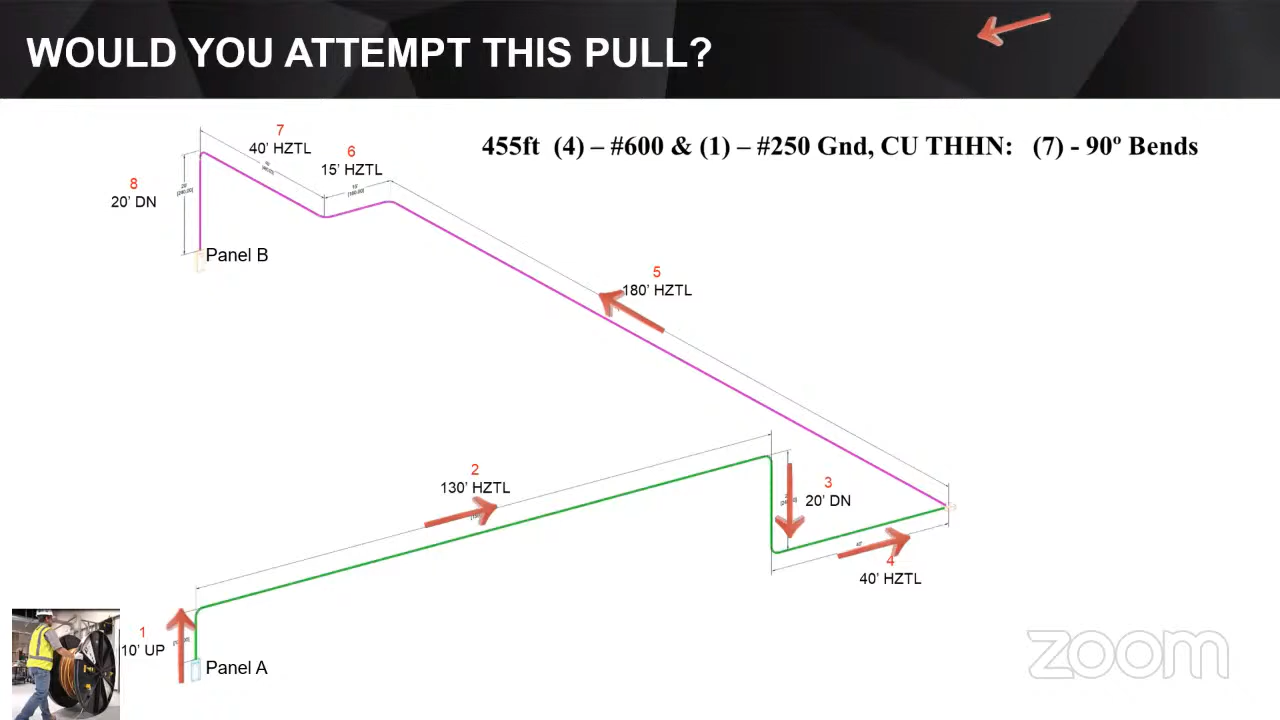 WOULD YOU ATTEMPT THIS PULL?
455ft (4) – #600 & (1) – #250 Gnd, CU THHN: (7) - 90º Bends
7
40’ HZTL
6
15’ HZTL
8
20’ DN
Panel B
5
180’ HZTL
2
130’ HZTL
3
20’ DN
4
40’ HZTL
1
10’ UP
Panel A
zoom